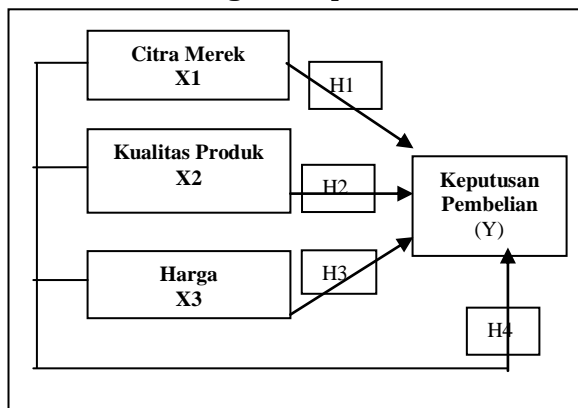 Citra Merek
X1
H1
Kualitas Produk
X2
H2
Keputusan
Pembelian
(Y)
Harga
X3
H3
H4